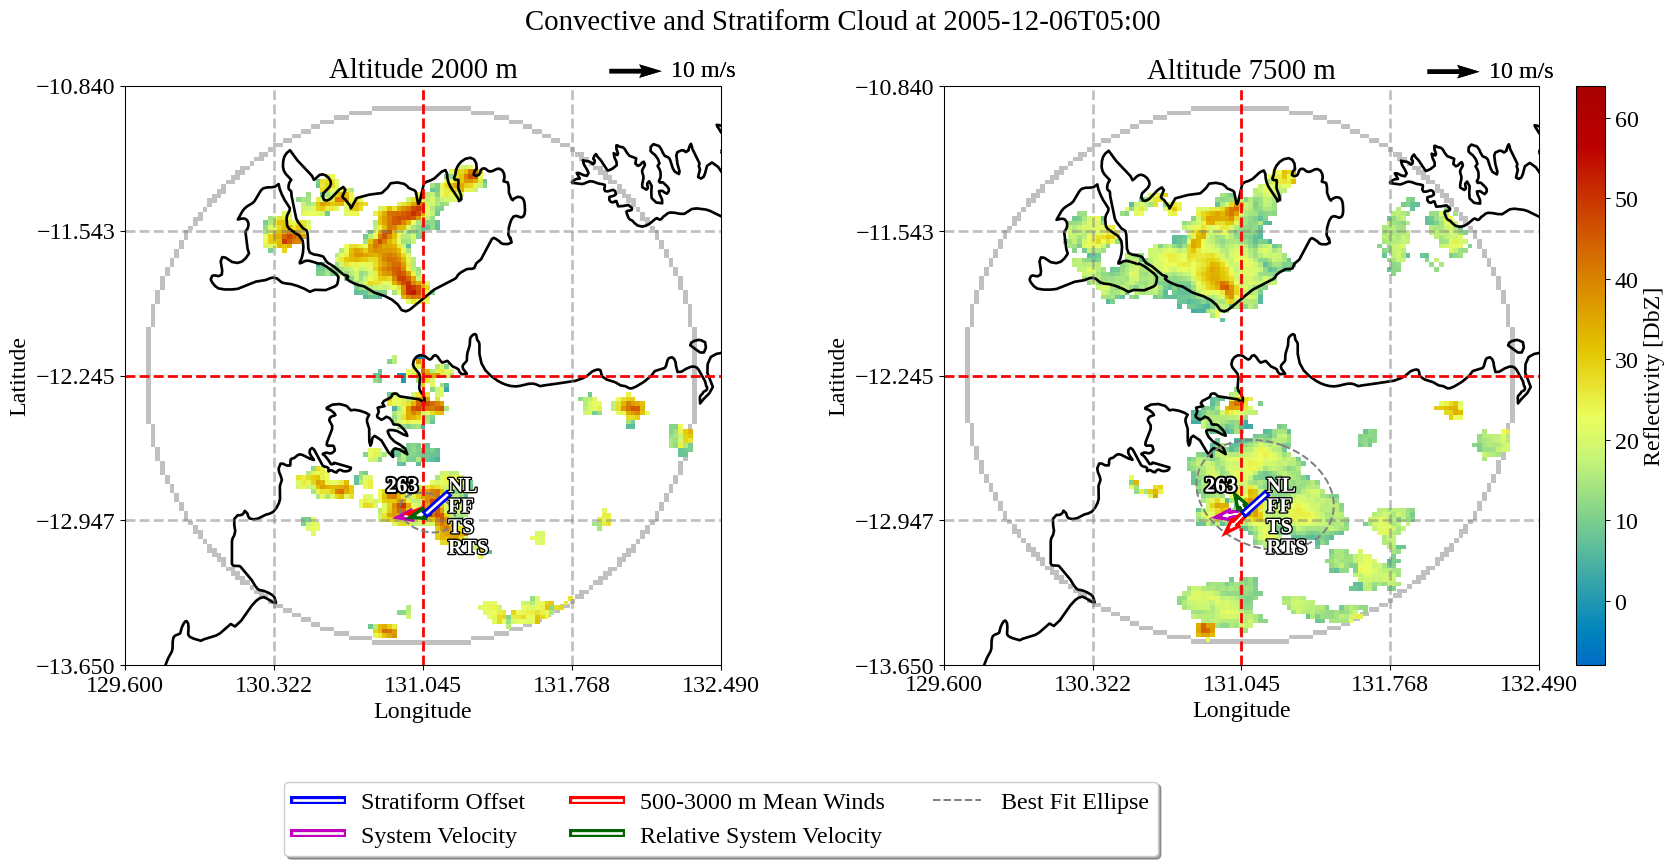 Convective and Stratiform Cloud at 2005-12-06T05:00
Altitude 2000 m
10 m/s
Altitude 7500 m
10 m/s
−10.840
−11.543
−12.245
−12.947
−13.650
Latitude
129.600
130.322
131.045
131.768
132.490
Longitude
263
NL
FF
TS
RTS
−10.840
−11.543
−12.245
−12.947
−13.650
Latitude
129.600
130.322
131.045
131.768
132.490
Longitude
263
NL
FF
TS
RTS
60
50
40
30
20
10
0
Reflectivity [DbZ]
Stratiform Offset
System Velocity
500-3000 m Mean Winds
Relative System Velocity
Best Fit Ellipse